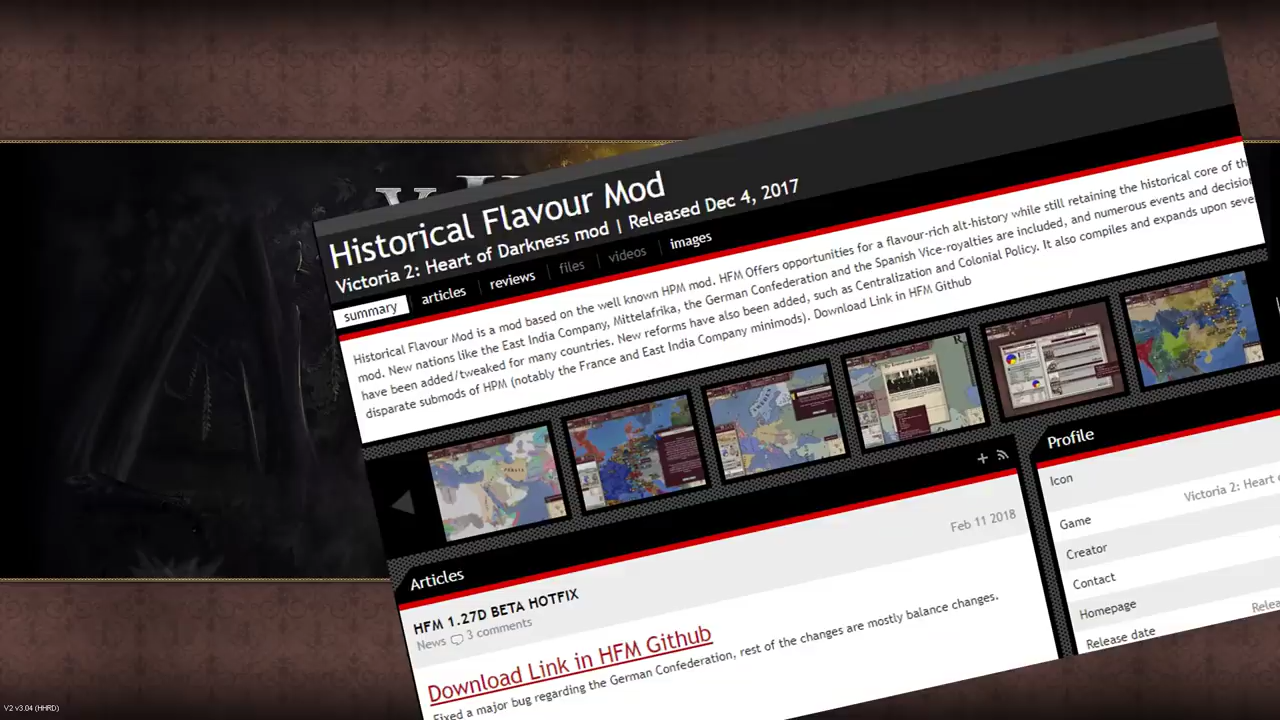 Historical Flavour Mod
Victoria 2: Heart of Darkness mod | Released Dec 4, 2017
summary articles reviews files videos images
Historical Flavour Mod is a mod based on the well known HPM mod. HFM Offers opportunities for a flavour-rich alt-history while still retaining the historical core of th
mod. New nations like the East India Company, Mittelafrika, the German Confederation and the Spanish Vice-royalties are included, and numerous events and decision
have been added/tweaked for many countries. New reforms have also been added, such as Centralization and Colonial Policy. It also compiles and expands upon seve
disparate submods of HPM (notably the France and East India Company minimods). Download Link in HFM Github
Articles
Feb 11 2018
HFM 1.27D BETA HOTFIX
News 3 comments
Download Link in HFM Github
Fixed a major bug regarding the German Confederation, rest of the changes are mostly balance changes.
Profile
Icon
Game Victoria 2: Heart
Creator
Contact
Homepage
Release date Relea
V2 v3.04 (HHRD)